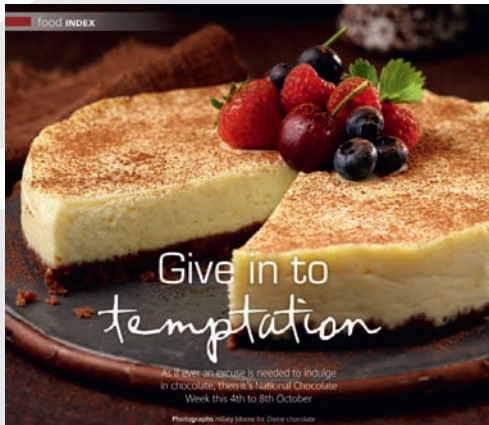 food INDEX
Give in to
temptation
As if ever an excuse is needed to indulge
in chocolate, then it's National Chocolate
Week this 4th to 8th October
Photographs Hilary Moore for Divine chocolate